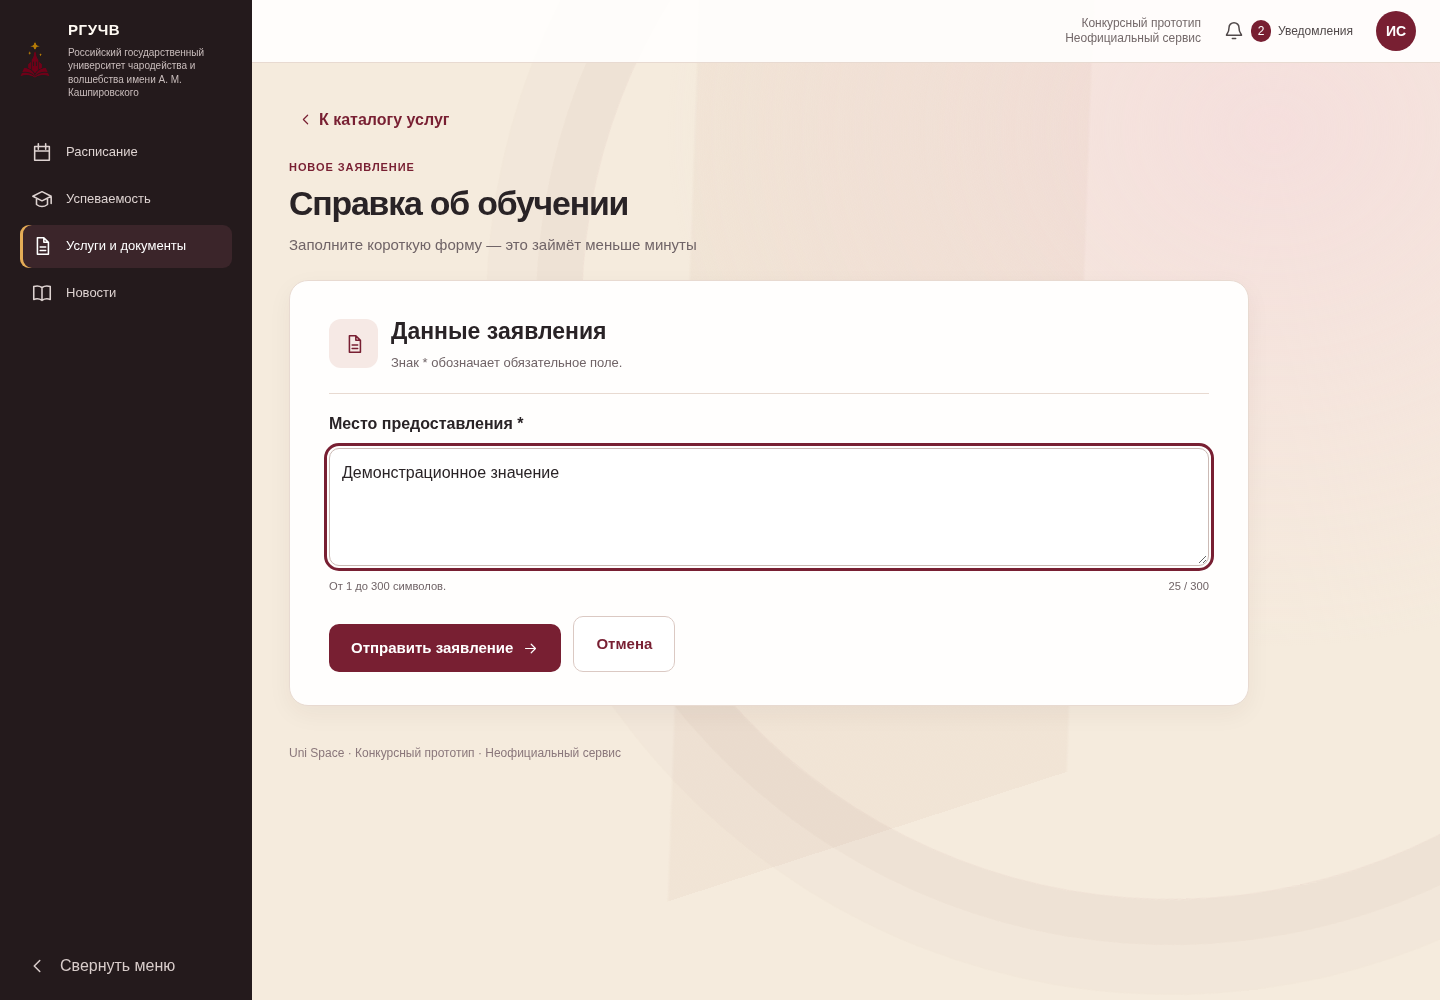 РГУЧВ
Российский государственный
университет чародейства и
волшебства имени А. М.
Кашпировского
Расписание
Успеваемость
Услуги и документы
Новости
Свернуть меню
Конкурсный прототип
Неофициальный сервис
2
Уведомления
ИС
К каталогу услуг
НОВОЕ ЗАЯВЛЕНИЕ
Справка об обучении
Заполните короткую форму — это займёт меньше минуты
Данные заявления
Знак * обозначает обязательное поле.
Место предоставления *
Демонстрационное значение
От 1 до 300 символов.
25 / 300
Отправить заявление
Отмена
Uni Space · Конкурсный прототип · Неофициальный сервис